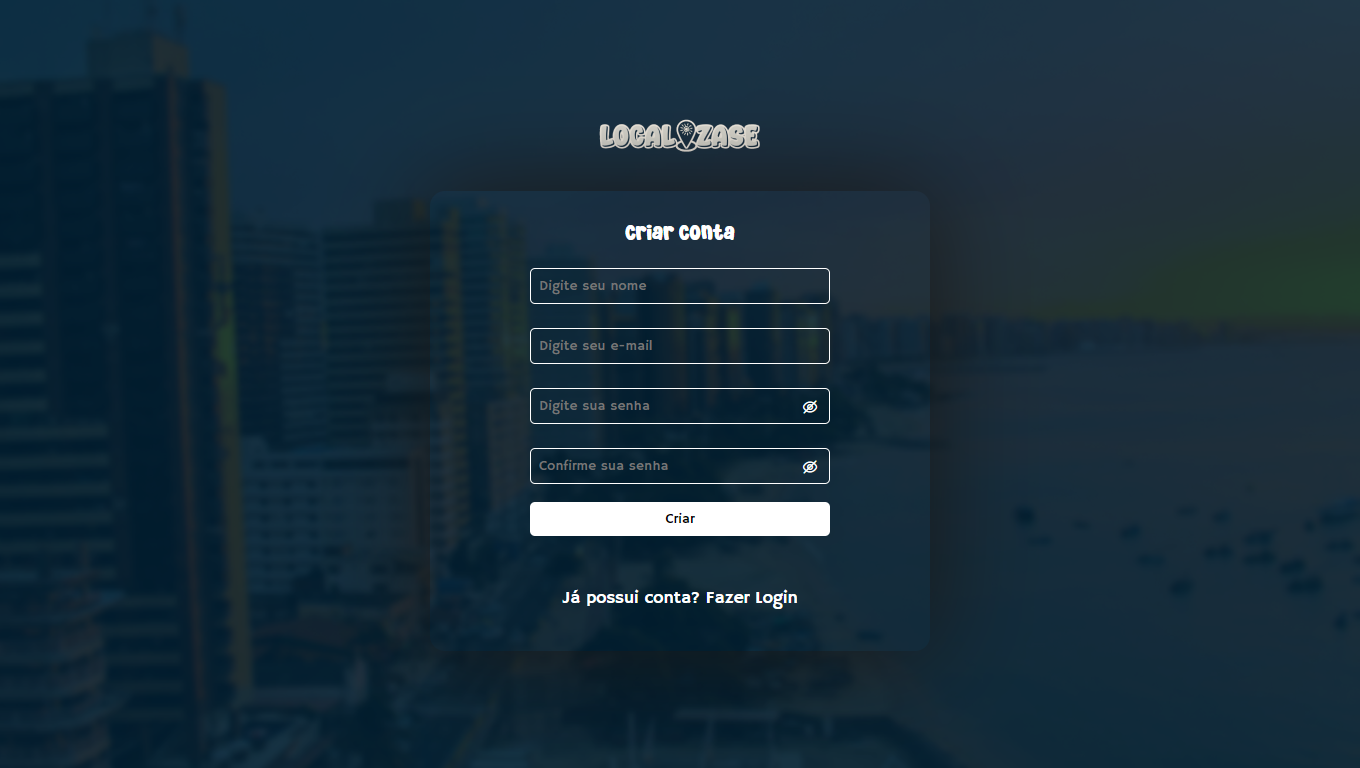 LOCALIZASE
Criar Conta
Digite seu nome
Digite seu e-mail
Digite sua senha
Confirme sua senha
Criar
Já possui conta? Fazer Login